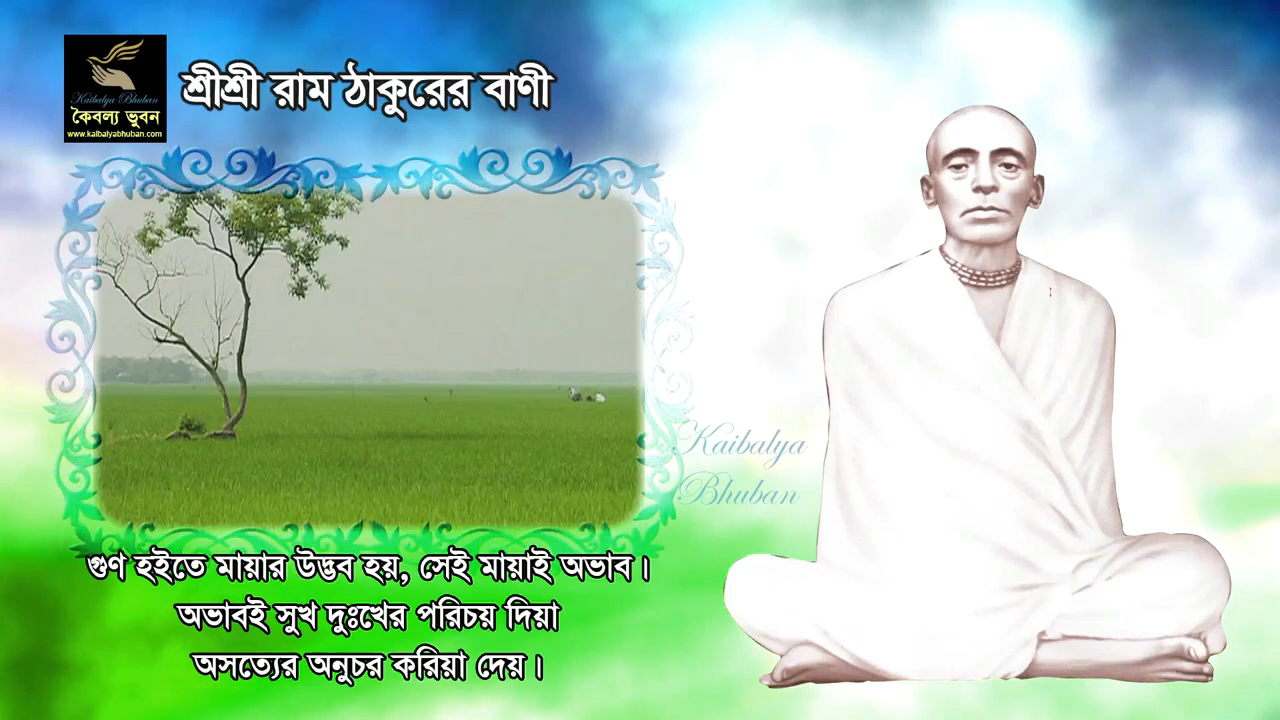 শ্রীশ্রী রাম ঠাকুরের বাণী
Kaibalya Bhuban
কৈবল্য ভুবন
www.kaibalyabhuban.com
Kaibalya
Bhuban
গুণ হইতে মায়ার উদ্ভব হয়, সেই মায়াই অভাব।
অভাবই সুখ দুঃখের পরিচয় দিয়া
অসত্যের অনুচর করিয়া দেয়।